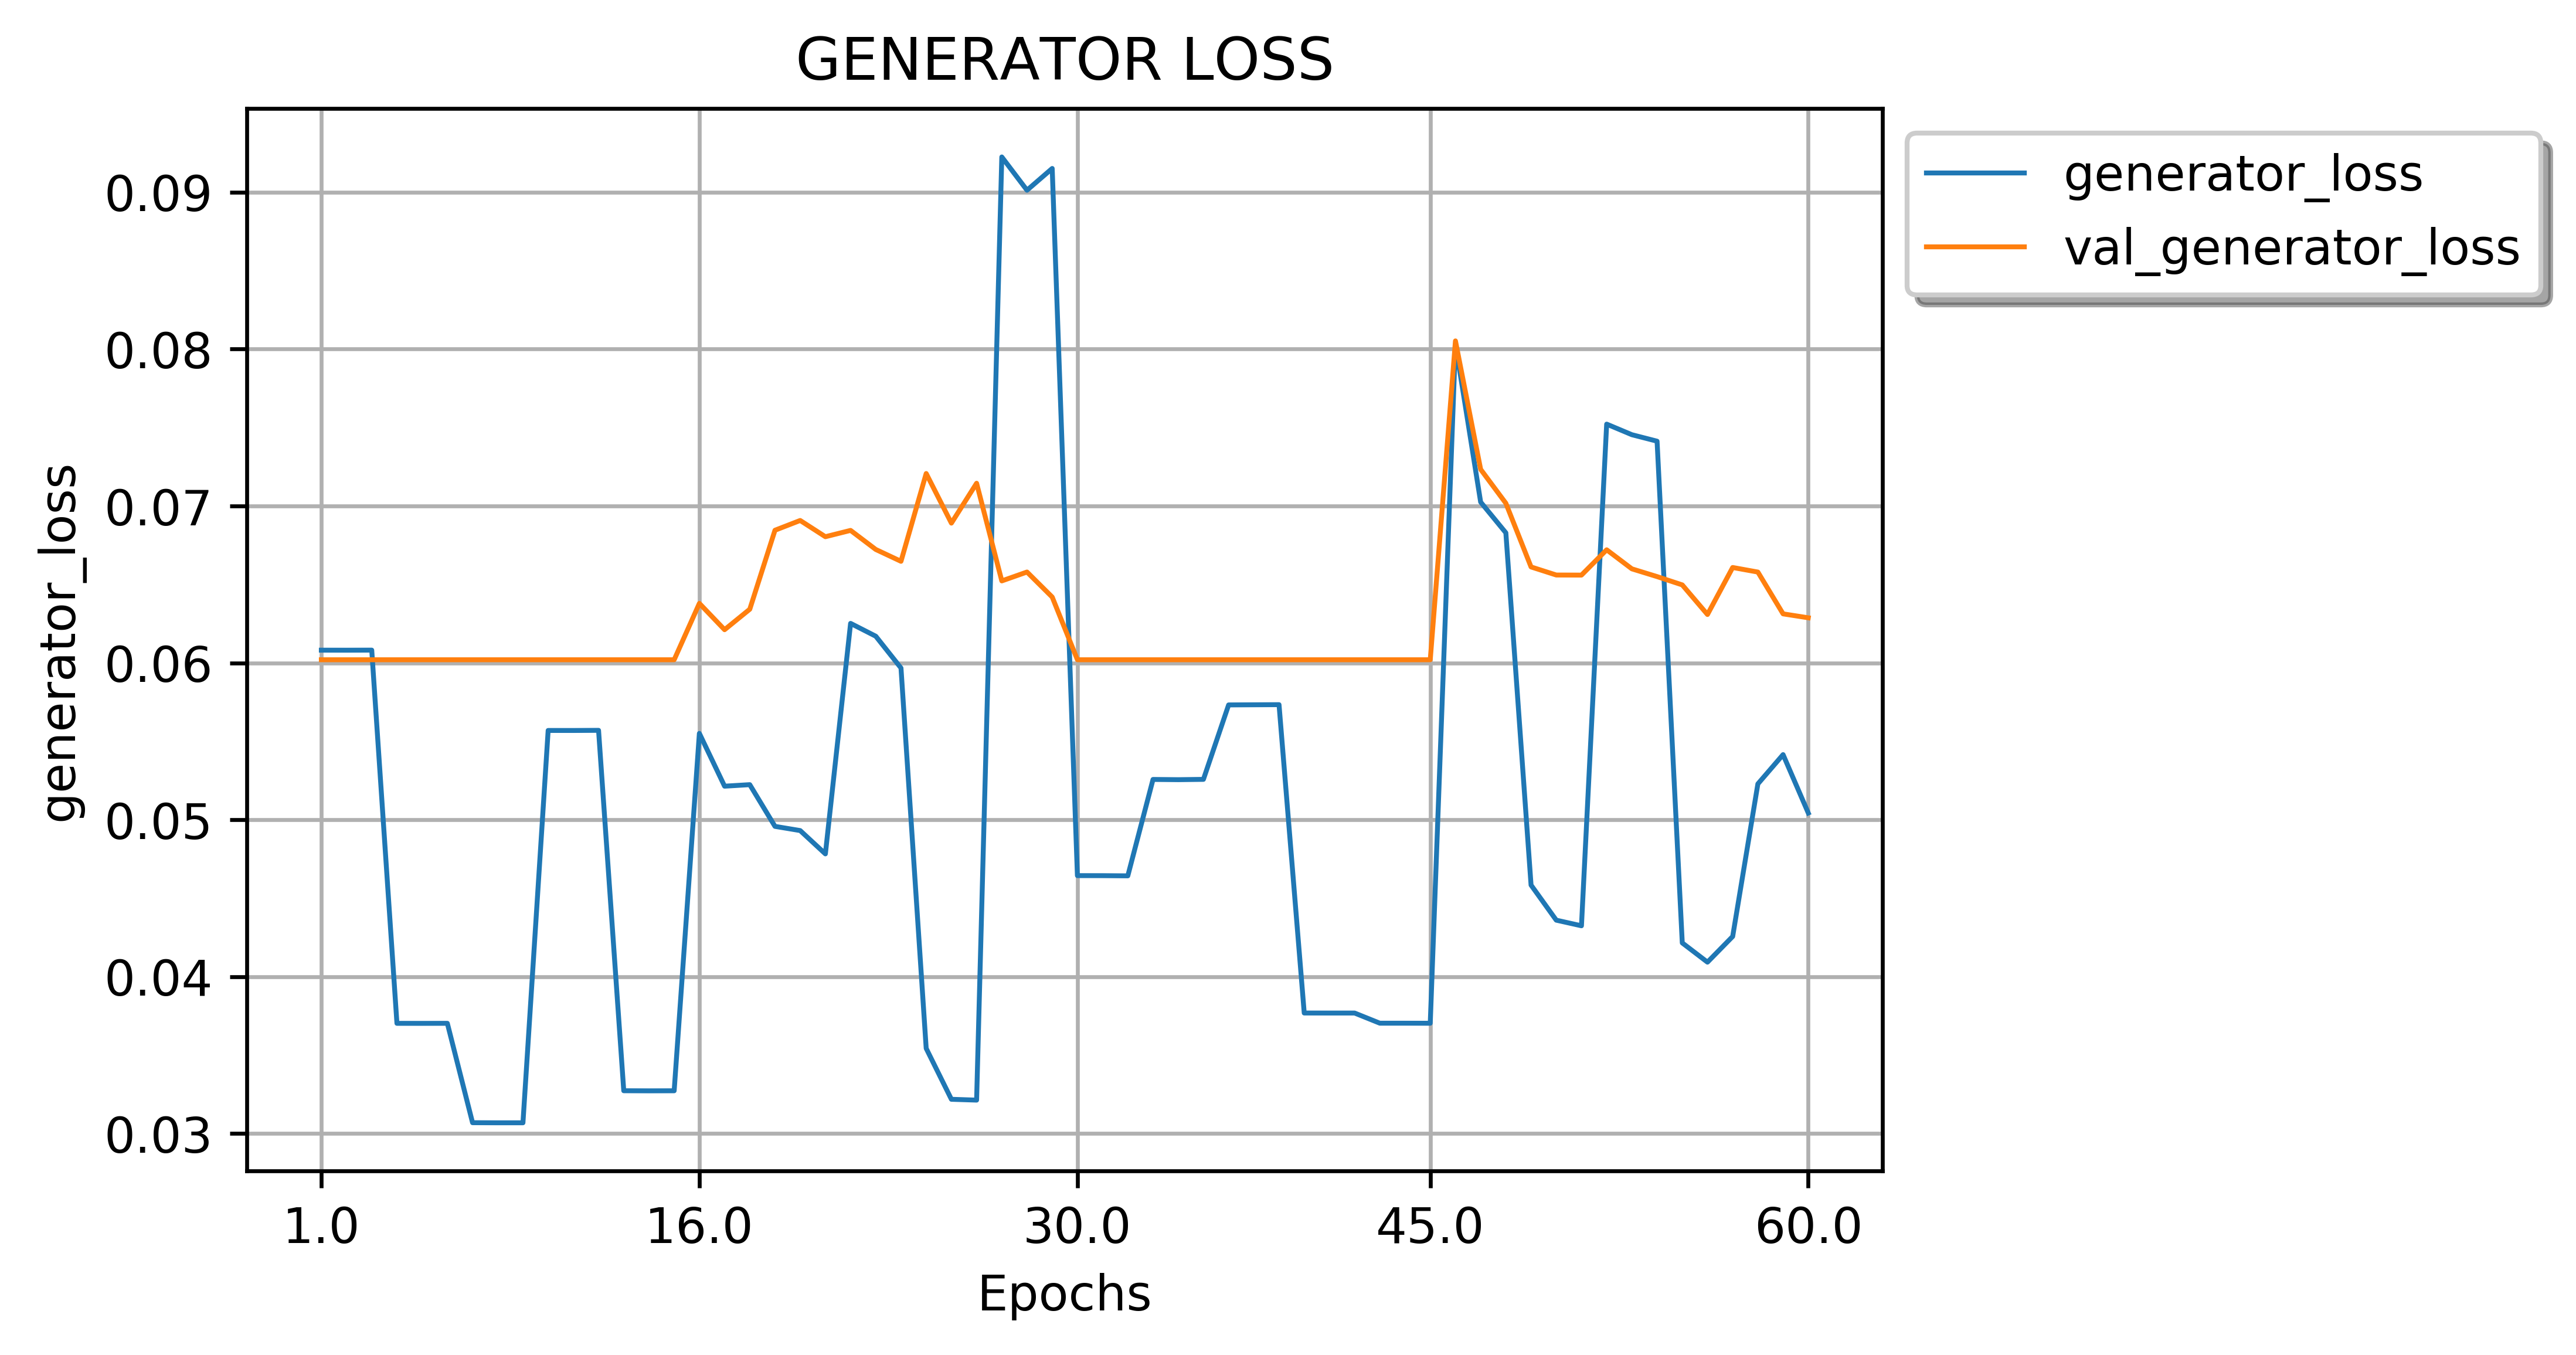 GENERATOR LOSS
generator_loss
val_generator_loss
0.09
0.08
0.07
0.06
0.05
0.04
0.03
generator_loss
1.0 16.0 30.0 45.0 60.0
Epochs